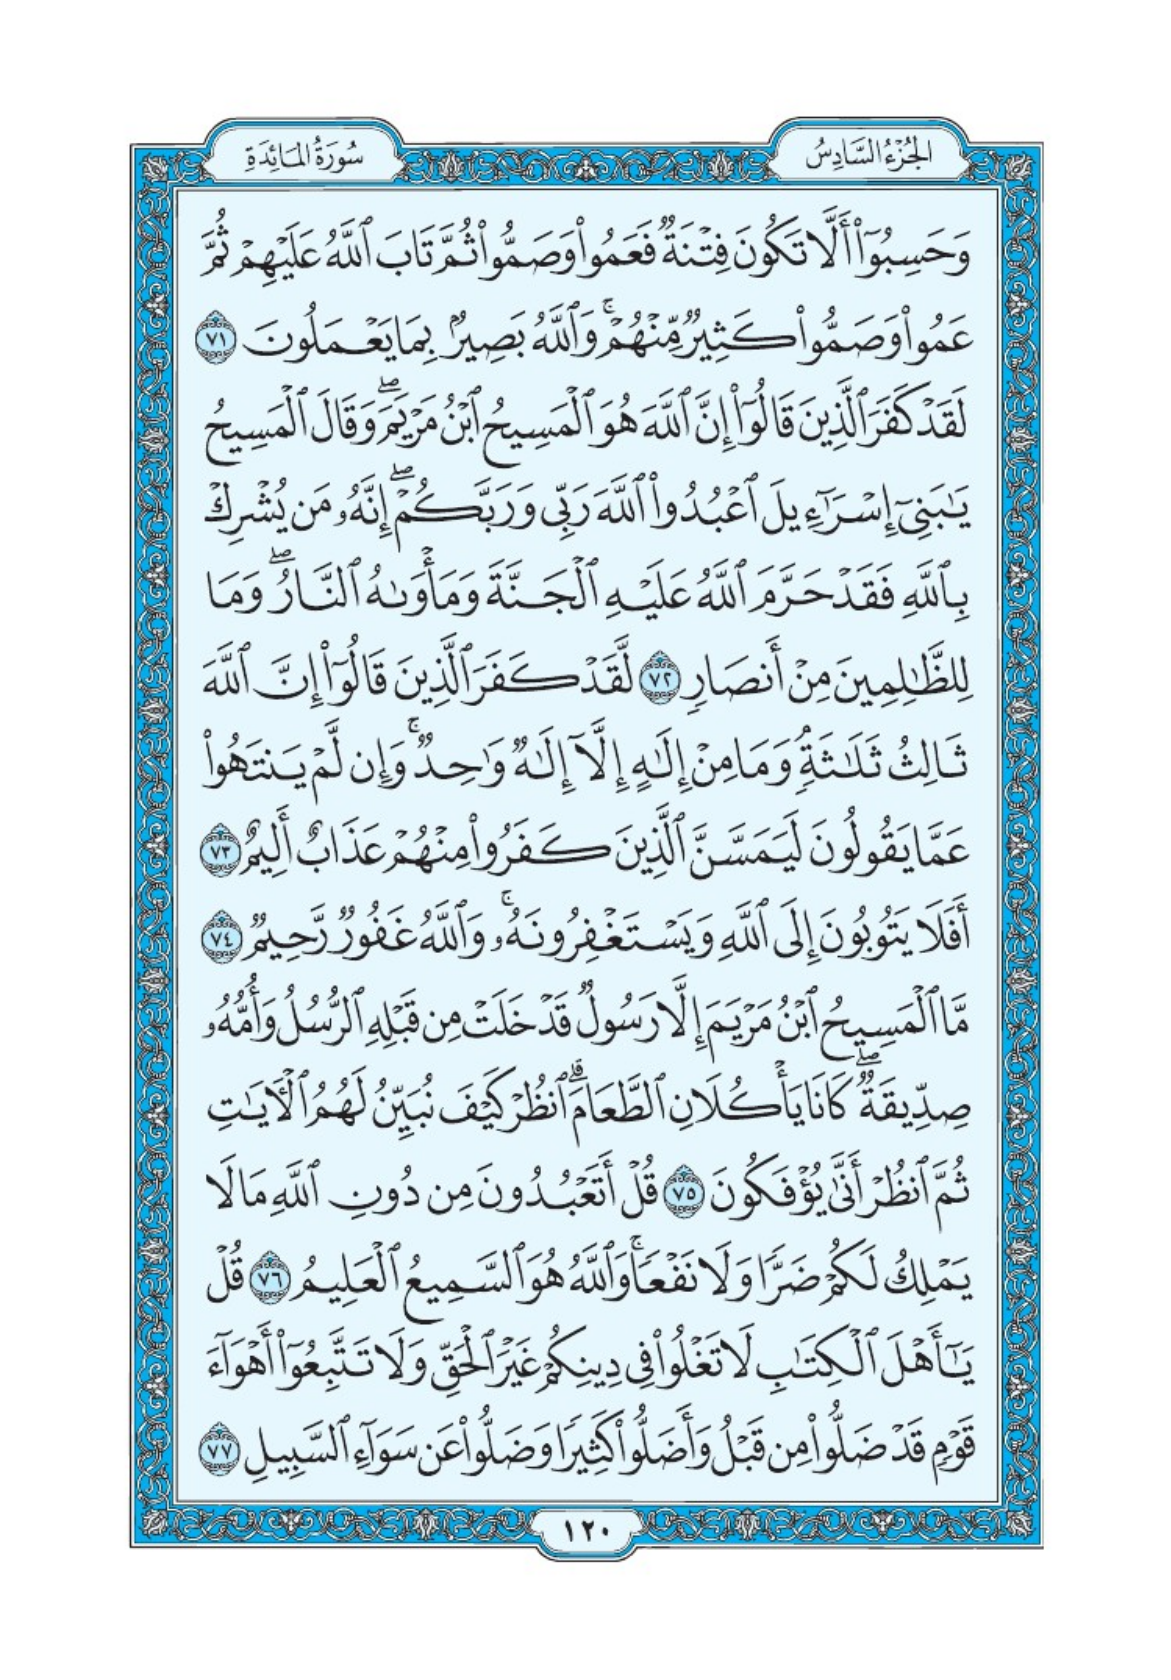 الجُزْءُ السَّادِسُ
سُورَةُ المَائِدَةِ
وَحَسِبُوٓا۟ أَلَّا تَكُونَ فِتْنَةٌ فَعَمُوا۟ وَصَمُّوا۟ ثُمَّ تَابَ ٱللَّهُ عَلَيْهِمْ ثُمَّ
عَمُوا۟ وَصَمُّوا۟ كَثِيرٌ مِّنْهُمْ ۚ وَٱللَّهُ بَصِيرٌۢ بِمَا يَعْمَلُونَ ٧١
لَقَدْ كَفَرَ ٱلَّذِينَ قَالُوٓا۟ إِنَّ ٱللَّهَ هُوَ ٱلْمَسِيحُ ٱبْنُ مَرْيَمَ ۖ وَقَالَ ٱلْمَسِيحُ
يَـٰبَنِىٓ إِسْرَٰٓءِيلَ ٱعْبُدُوا۟ ٱللَّهَ رَبِّى وَرَبَّكُمْ ۖ إِنَّهُۥ مَن يُشْرِكْ
بِٱللَّهِ فَقَدْ حَرَّمَ ٱللَّهُ عَلَيْهِ ٱلْجَنَّةَ وَمَأْوَىٰهُ ٱلنَّارُ ۖ وَمَا
لِلظَّـٰلِمِينَ مِنْ أَنصَارٍ ٧٢ لَّقَدْ كَفَرَ ٱلَّذِينَ قَالُوٓا۟ إِنَّ ٱللَّهَ
ثَالِثُ ثَلَـٰثَةٍ ۘ وَمَا مِنْ إِلَـٰهٍ إِلَّآ إِلَـٰهٌ وَٰحِدٌ ۚ وَإِن لَّمْ يَنتَهُوا۟
عَمَّا يَقُولُونَ لَيَمَسَّنَّ ٱلَّذِينَ كَفَرُوا۟ مِنْهُمْ عَذَابٌ أَلِيمٌ ٧٣
أَفَلَا يَتُوبُونَ إِلَى ٱللَّهِ وَيَسْتَغْفِرُونَهُۥ ۚ وَٱللَّهُ غَفُورٌ رَّحِيمٌ ٧٤
مَّا ٱلْمَسِيحُ ٱبْنُ مَرْيَمَ إِلَّا رَسُولٌ قَدْ خَلَتْ مِن قَبْلِهِ ٱلرُّسُلُ وَأُمُّهُۥ
صِدِّيقَةٌ ۖ كَانَا يَأْكُلَانِ ٱلطَّعَامَ ۗ ٱنظُرْ كَيْفَ نُبَيِّنُ لَهُمُ ٱلْـَٔايَـٰتِ
ثُمَّ ٱنظُرْ أَنَّىٰ يُؤْفَكُونَ ٧٥ قُلْ أَتَعْبُدُونَ مِن دُونِ ٱللَّهِ مَا لَا
يَمْلِكُ لَكُمْ ضَرًّا وَلَا نَفْعًا ۚ وَٱللَّهُ هُوَ ٱلسَّمِيعُ ٱلْعَلِيمُ ٧٦ قُلْ
يَـٰٓأَهْلَ ٱلْكِتَـٰبِ لَا تَغْلُوا۟ فِى دِينِكُمْ غَيْرَ ٱلْحَقِّ وَلَا تَتَّبِعُوٓا۟ أَهْوَآءَ
قَوْمٍ قَدْ ضَلُّوا۟ مِن قَبْلُ وَأَضَلُّوا۟ كَثِيرًا وَضَلُّوا۟ عَن سَوَآءِ ٱلسَّبِيلِ ٧٧
١٢٠